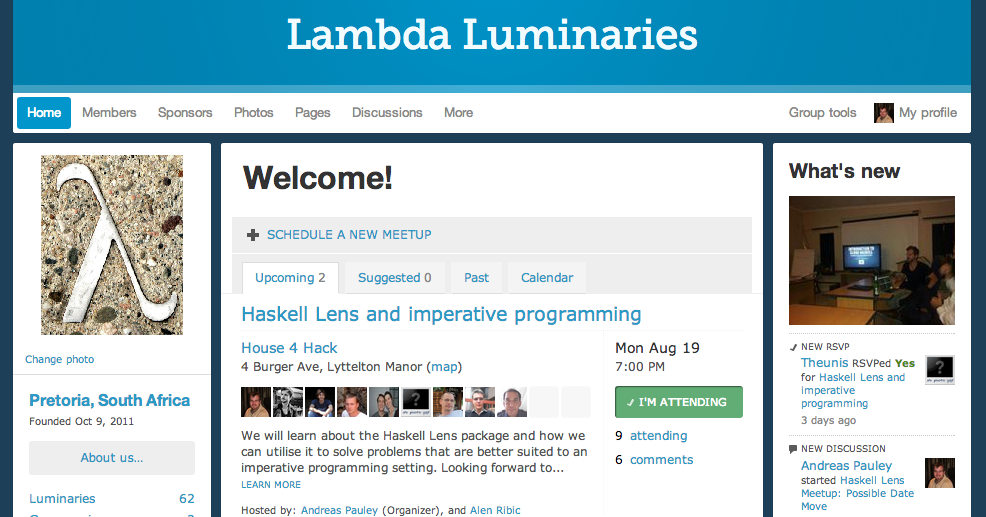 Lambda Luminaries
Home Members Sponsors Photos Pages Discussions More Group tools My profile
Change photo
Pretoria, South Africa
Founded Oct 9, 2011
About us...
Luminaries 62
Welcome!
SCHEDULE A NEW MEETUP
Upcoming 2 Suggested 0 Past Calendar
Haskell Lens and imperative programming
House 4 Hack
4 Burger Ave, Lyttelton Manor (map)
We will learn about the Haskell Lens package and how we
can utilise it to solve problems that are better suited to an
imperative programming setting. Looking forward to...
LEARN MORE
Hosted by: Andreas Pauley (Organizer), and Alen Ribic
Mon Aug 19
7:00 PM
✓ I'M ATTENDING
9 attending
6 comments
What's new
NEW RSVP
Theunis RSVPed Yes
for Haskell Lens and
imperative
programming
3 days ago
NEW DISCUSSION
Andreas Pauley
started Haskell Lens
Meetup: Possible Date
Move